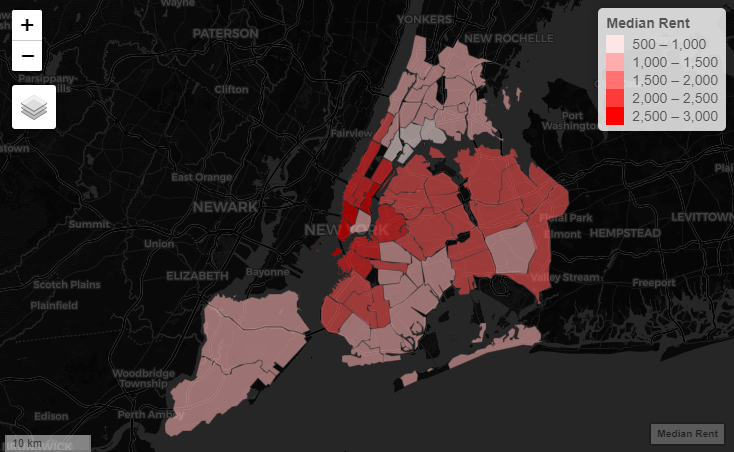 Wayne
YONKERS
PATERSON
NEW ROCHELLE
Median Rent
500 – 1,000
1,000 – 1,500
1,500 – 2,000
2,000 – 2,500
2,500 – 3,000
+
−
Parsippany-
Clifton
Port
Washington
Fairview
East Orange
NEWARK
NEW YORK
Floral Park
LEVITTOWN
Elmont
HEMPSTEAD
Summit
Union
ELIZABETH
Bayonne
Valley Stream
Freeport
Scotch Plains
Plainfield
Woodbridge
Township
Edison
Perth Amboy
10 km
Median Rent